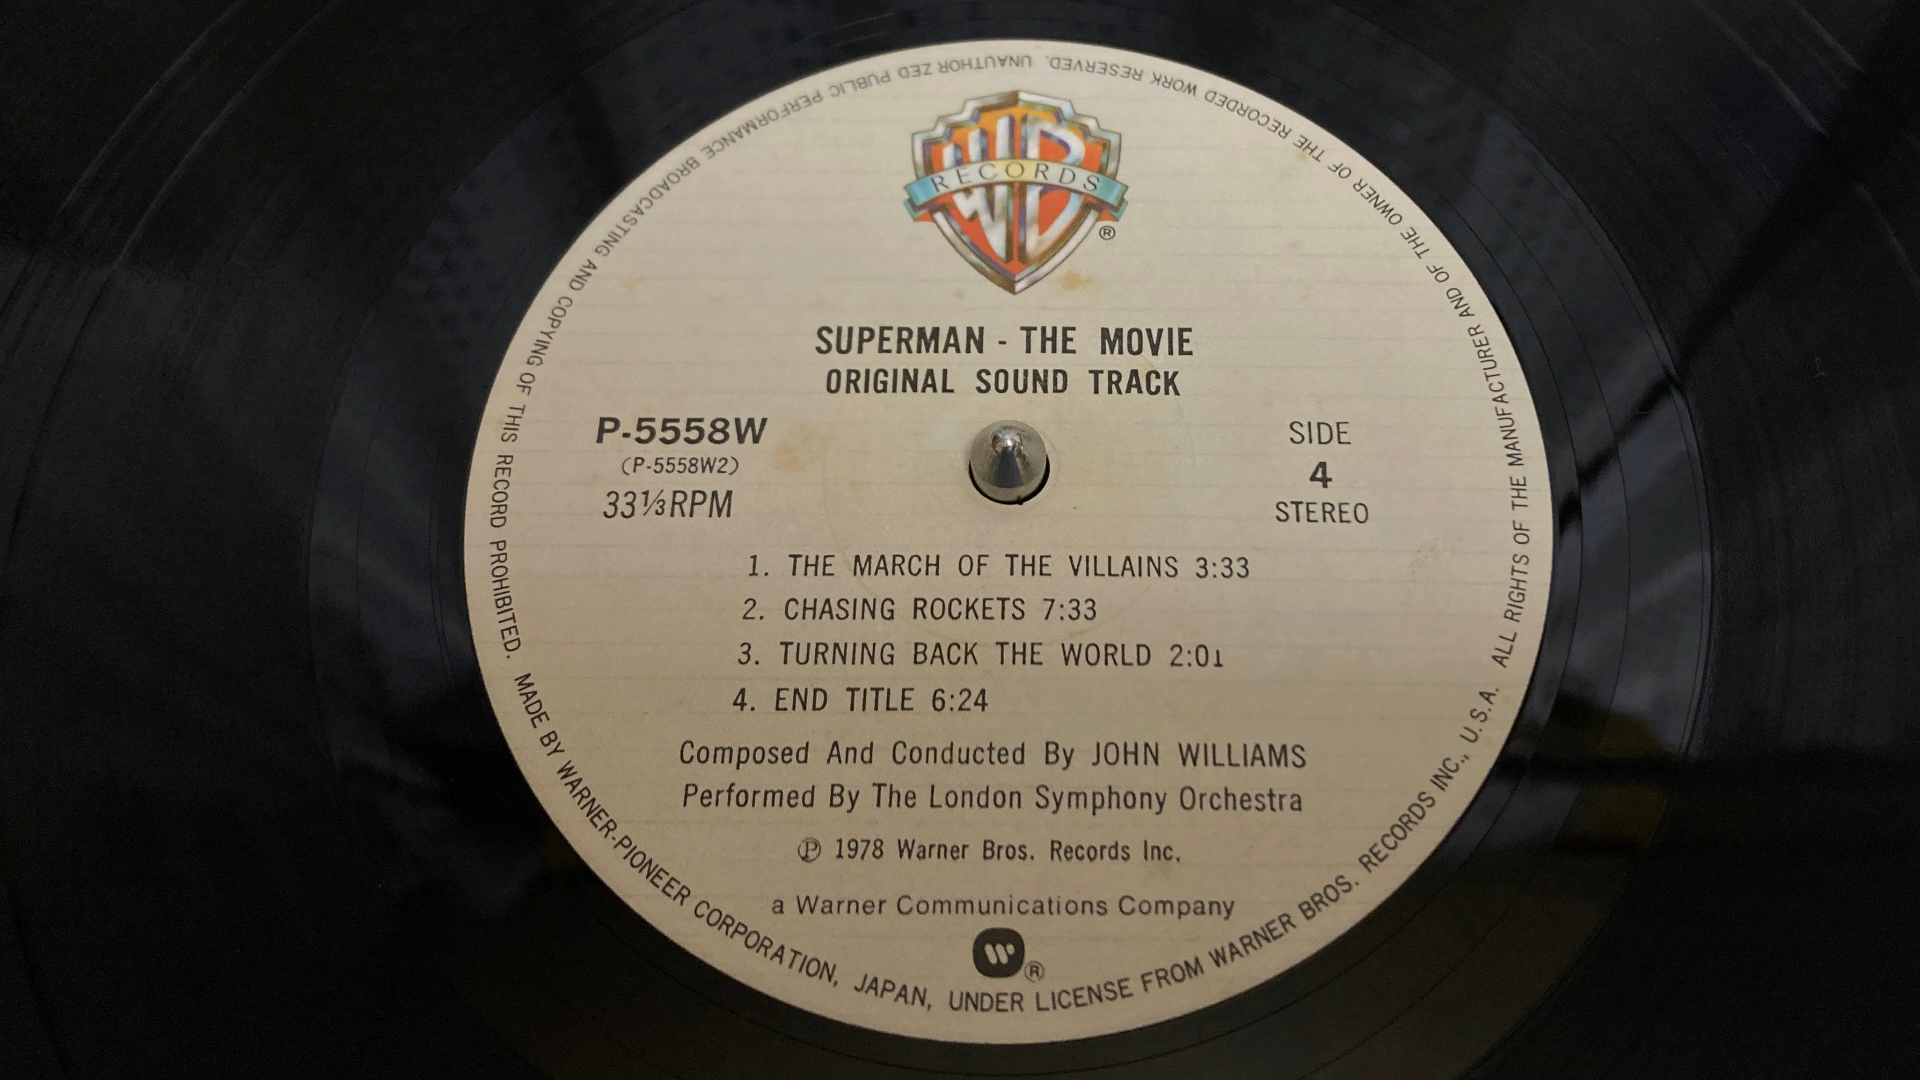 WB
RECORDS
®
SUPERMAN - THE MOVIE
ORIGINAL SOUND TRACK
P-5558W
(P-5558W2)
33⅓RPM
SIDE
4
STEREO
1. THE MARCH OF THE VILLAINS 3:33
2. CHASING ROCKETS 7:33
3. TURNING BACK THE WORLD 2:01
4. END TITLE 6:24
Composed And Conducted By JOHN WILLIAMS
Performed By The London Symphony Orchestra
℗ 1978 Warner Bros. Records Inc.
a Warner Communications Company
W ®
MADE BY WARNER-PIONEER CORPORATION, JAPAN, UNDER LICENSE FROM WARNER BROS. RECORDS INC., U.S.A. ALL RIGHTS OF THE MANUFACTURER AND OF THE OWNER OF THE RECORDED WORK RESERVED. UNAUTHOR ZED PUBLIC PERFORMANCE BROADCASTING AND COPYING OF THIS RECORD PROHIBITED.